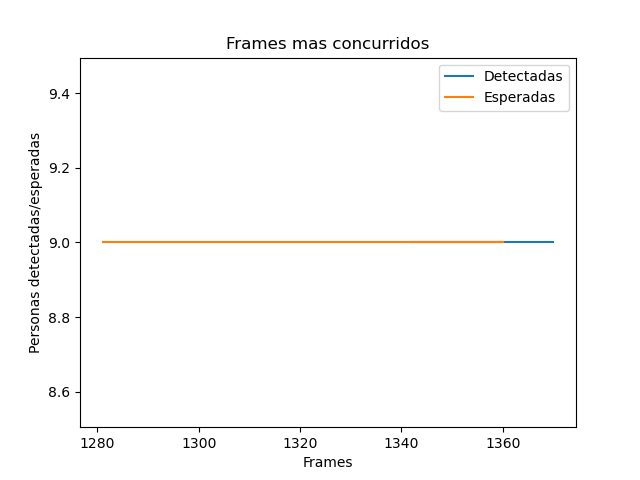 Frames mas concurridos
Detectadas
Esperadas
Personas detectadas/esperadas
9.4
9.2
9.0
8.8
8.6
1280 1300 1320 1340 1360
Frames